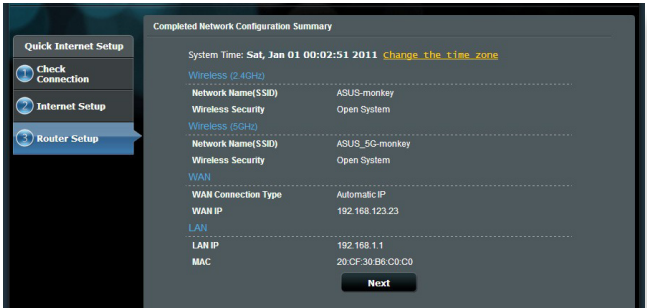 Completed Network Configuration Summary
Quick Internet Setup
1 Check Connection
2 Internet Setup
3 Router Setup
System Time: Sat, Jan 01 00:02:51 2011 Change the time zone
Wireless (2.4GHz)
Network Name(SSID) ASUS-monkey
Wireless Security Open System
Wireless (5GHz)
Network Name(SSID) ASUS_5G-monkey
Wireless Security Open System
WAN
WAN Connection Type Automatic IP
WAN IP 192.168.123.23
LAN
LAN IP 192.168.1.1
MAC 20:CF:30:B6:C0:C0
Next